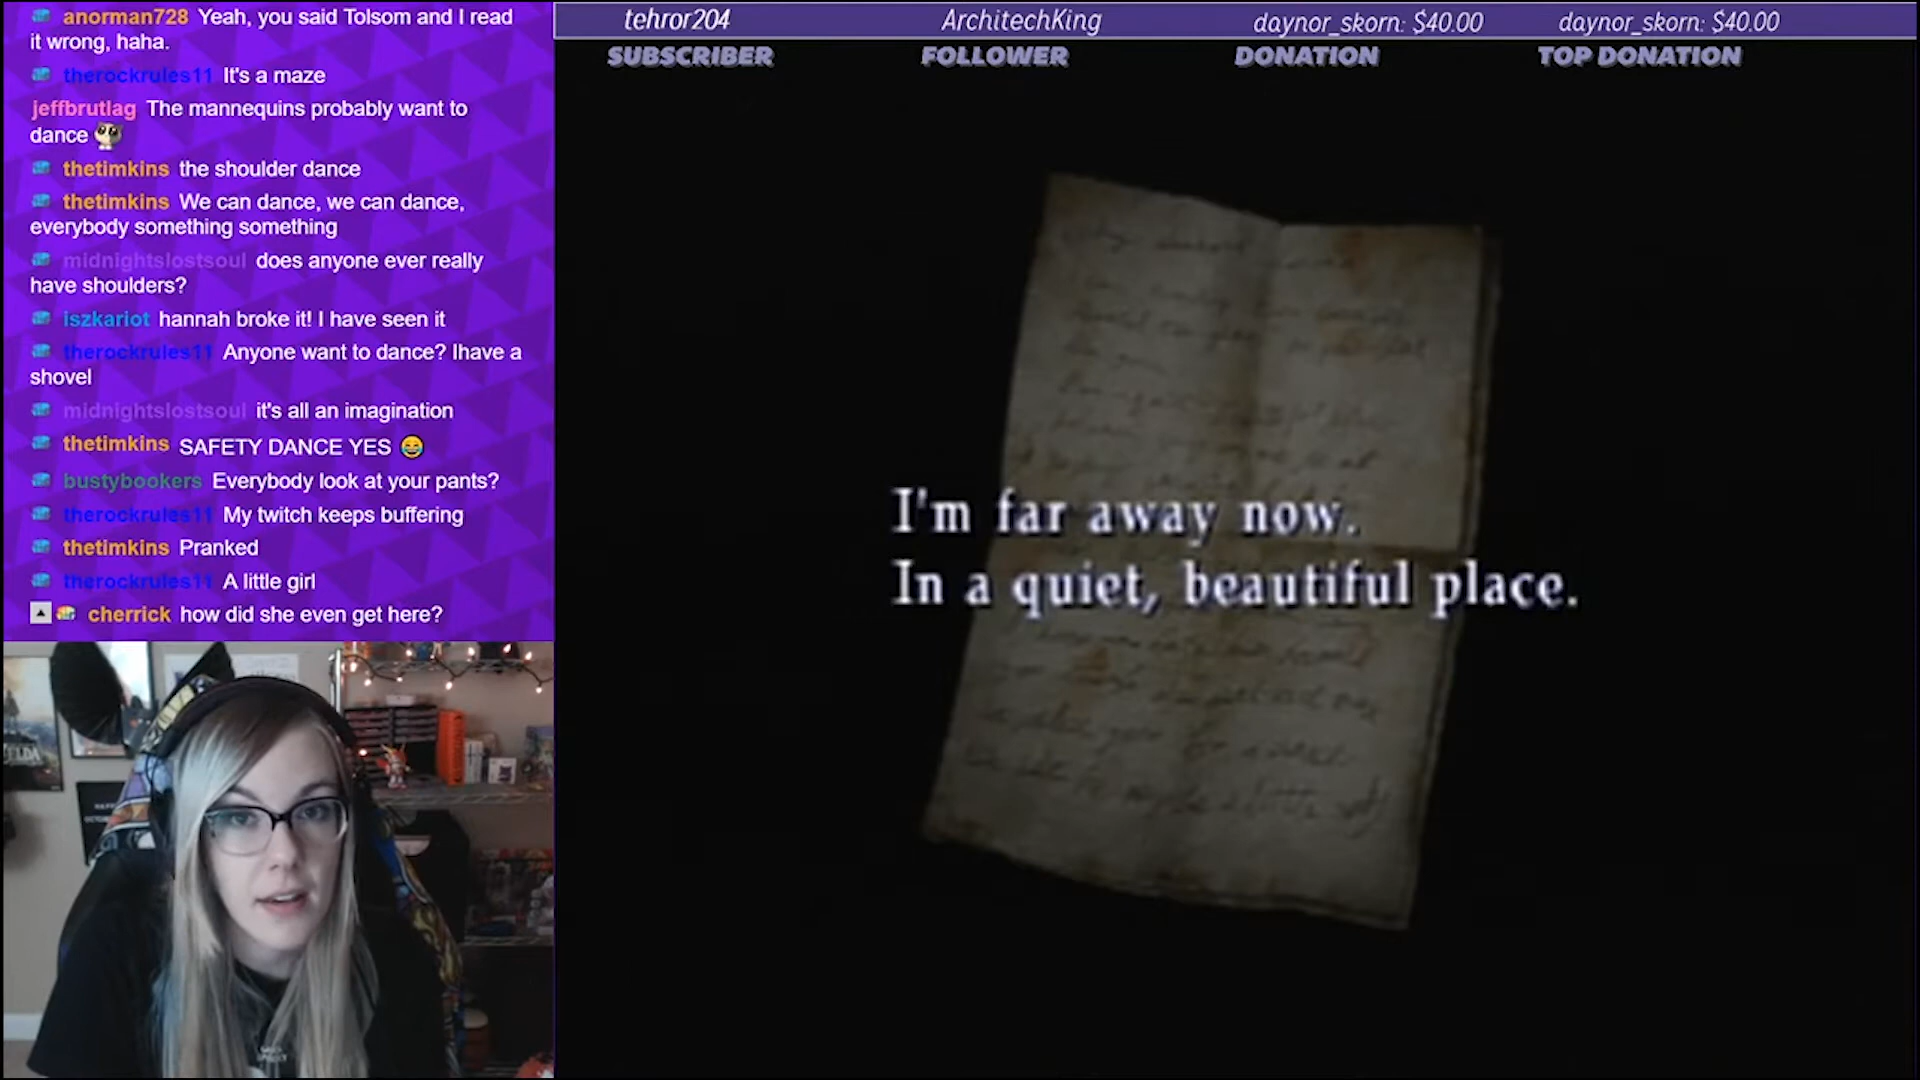 anorman728 Yeah, you said Tolsom and I read
it wrong, haha.
therockrules11 It's a maze
jeffbrutlag The mannequins probably want to
dance
thetimkins the shoulder dance
thetimkins We can dance, we can dance,
everybody something something
midnightslostsoul does anyone ever really
have shoulders?
iszkariot hannah broke it! I have seen it
therockrules11 Anyone want to dance? Ihave a
shovel
midnightslostsoul it's all an imagination
thetimkins SAFETY DANCE YES 😂
bustybookers Everybody look at your pants?
therockrules11 My twitch keeps buffering
thetimkins Pranked
therockrules11 A little girl
cherrick how did she even get here?
tehror204
SUBSCRIBER
ArchitechKing
FOLLOWER
daynor_skorn: $40.00
DONATION
daynor_skorn: $40.00
TOP DONATION
I'm far away now.
In a quiet, beautiful place.